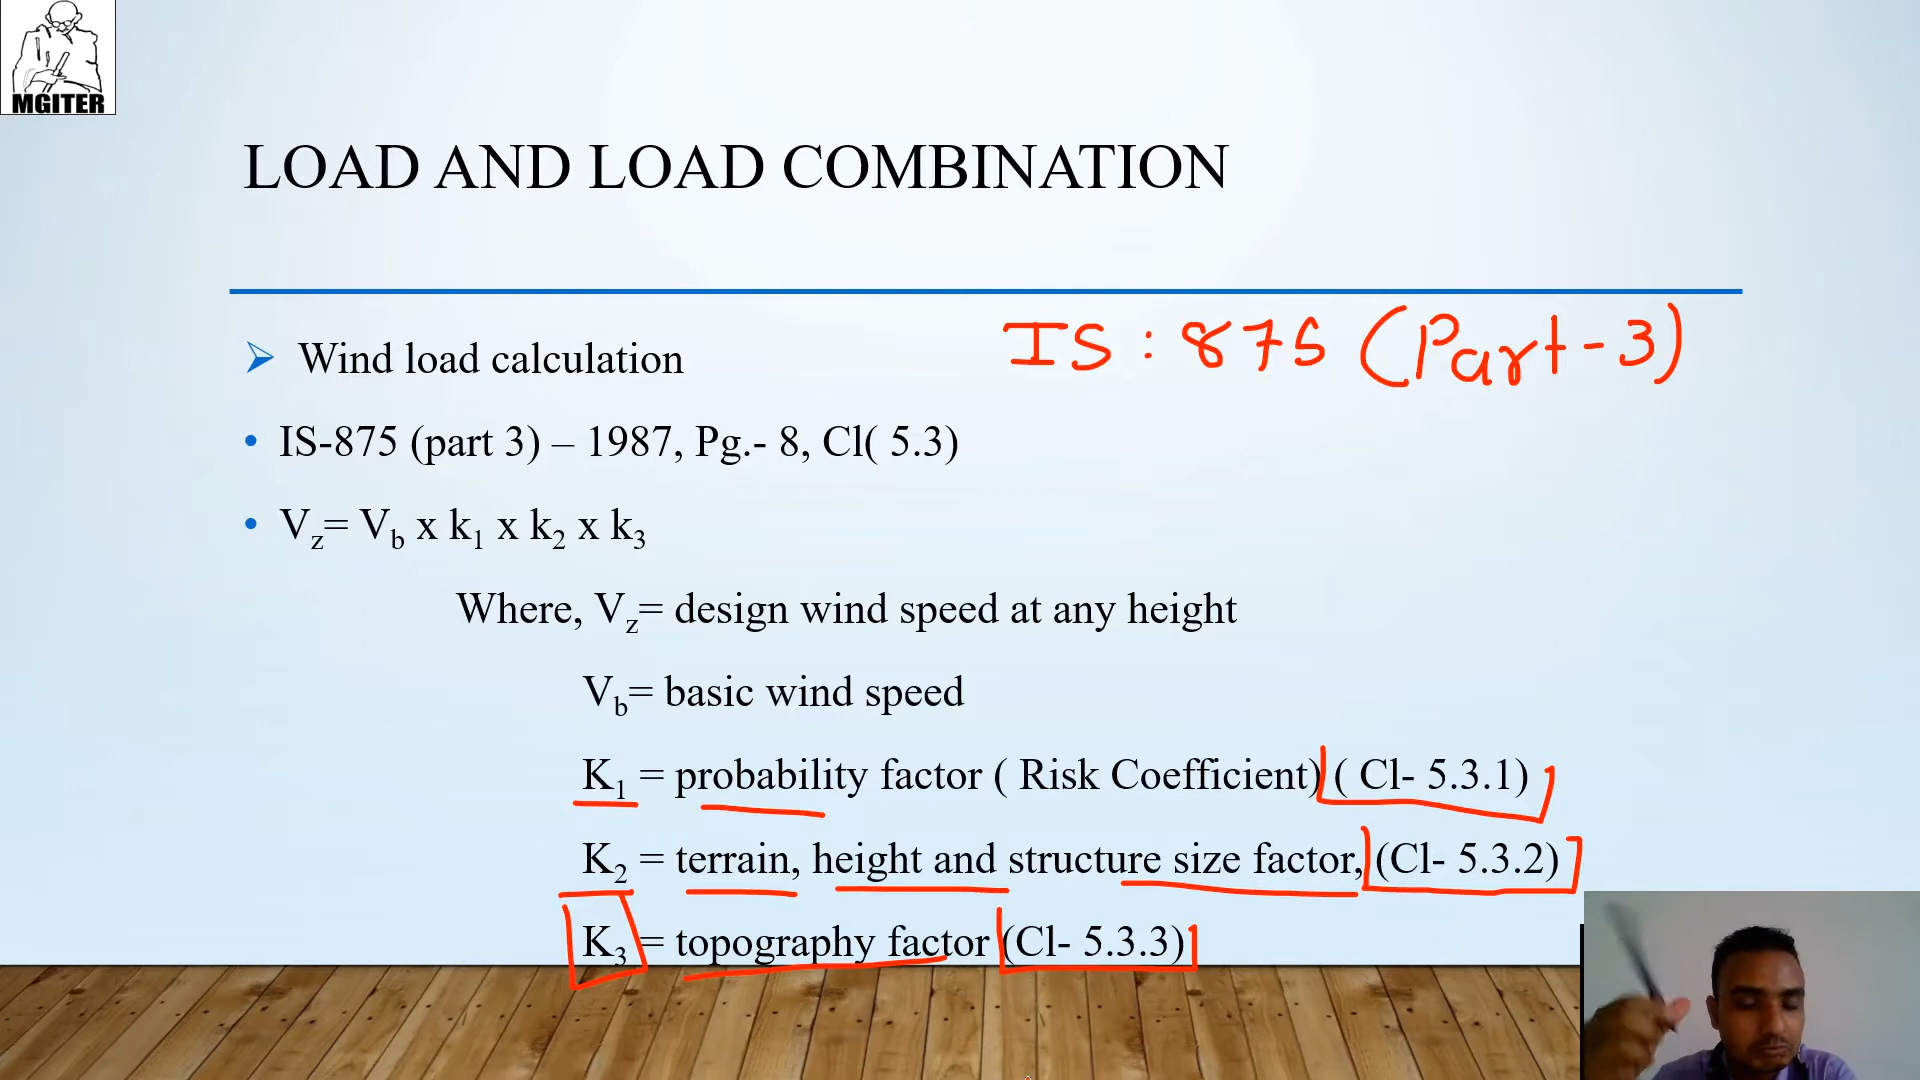 MGITER
LOAD AND LOAD COMBINATION
IS : 875 (Part-3)
Wind load calculation
• IS-875 (part 3) – 1987, Pg.- 8, Cl( 5.3)
• Vz= Vb x k1 x k2 x k3
Where, Vz= design wind speed at any height
Vb= basic wind speed
K1 = probability factor ( Risk Coefficient) ( Cl- 5.3.1)
K2 = terrain, height and structure size factor, (Cl- 5.3.2)
K3 = topography factor (Cl- 5.3.3)